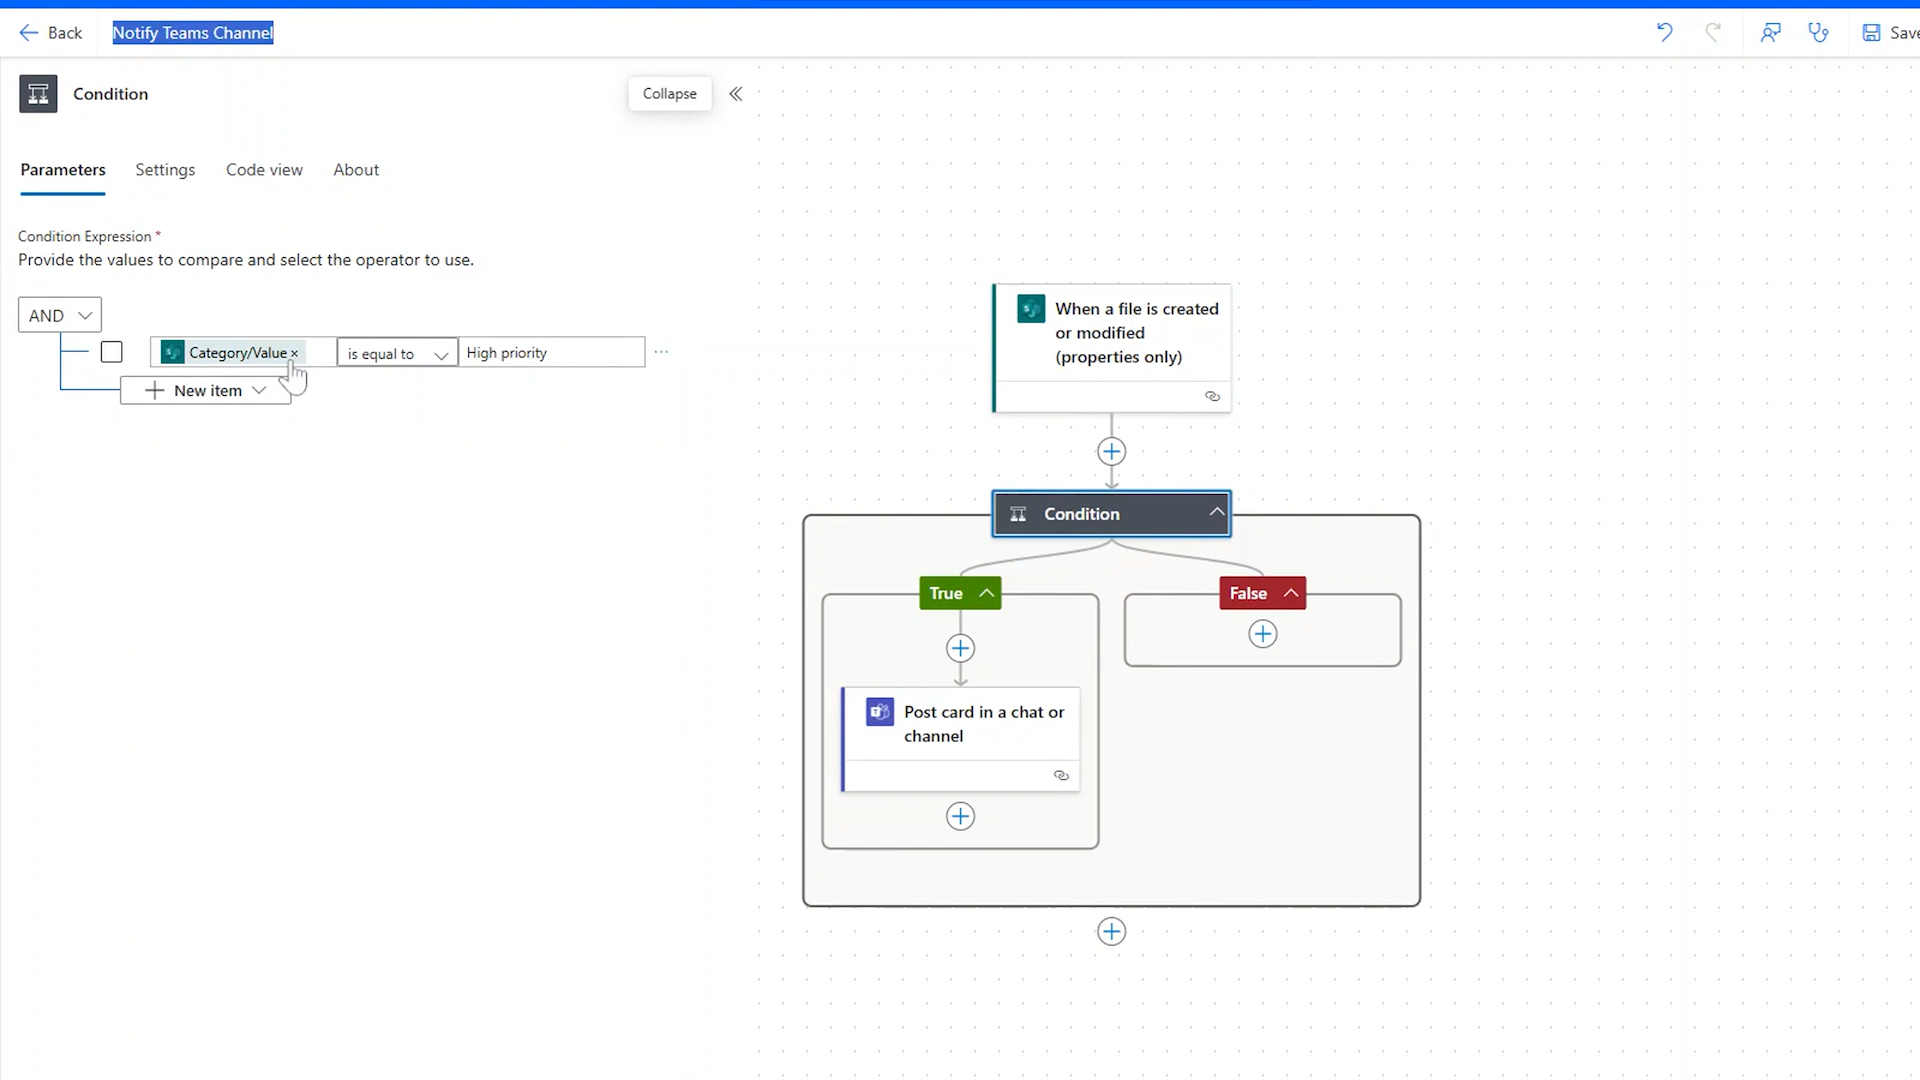 Back
Notify Teams Channel
Save
Condition
Collapse
Parameters
Settings
Code view
About
Condition Expression *
Provide the values to compare and select the operator to use.
AND
Category/Value ×
is equal to
High priority
...
New item
When a file is created
or modified
(properties only)
Condition
True
False
Post card in a chat or
channel